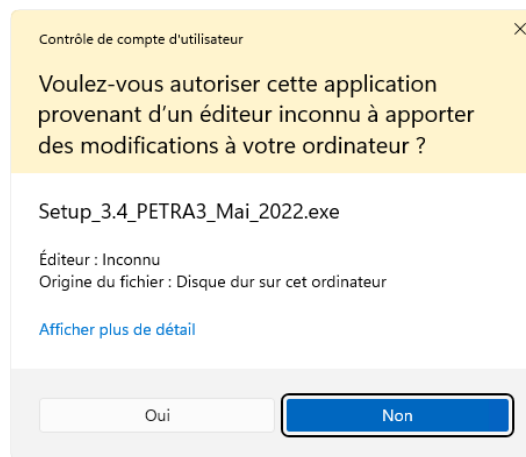 Contrôle de compte d'utilisateur
Voulez-vous autoriser cette application
provenant d’un éditeur inconnu à apporter
des modifications à votre ordinateur ?
Setup_3.4_PETRA3_Mai_2022.exe
Éditeur : Inconnu
Origine du fichier : Disque dur sur cet ordinateur
Afficher plus de détail
Oui
Non